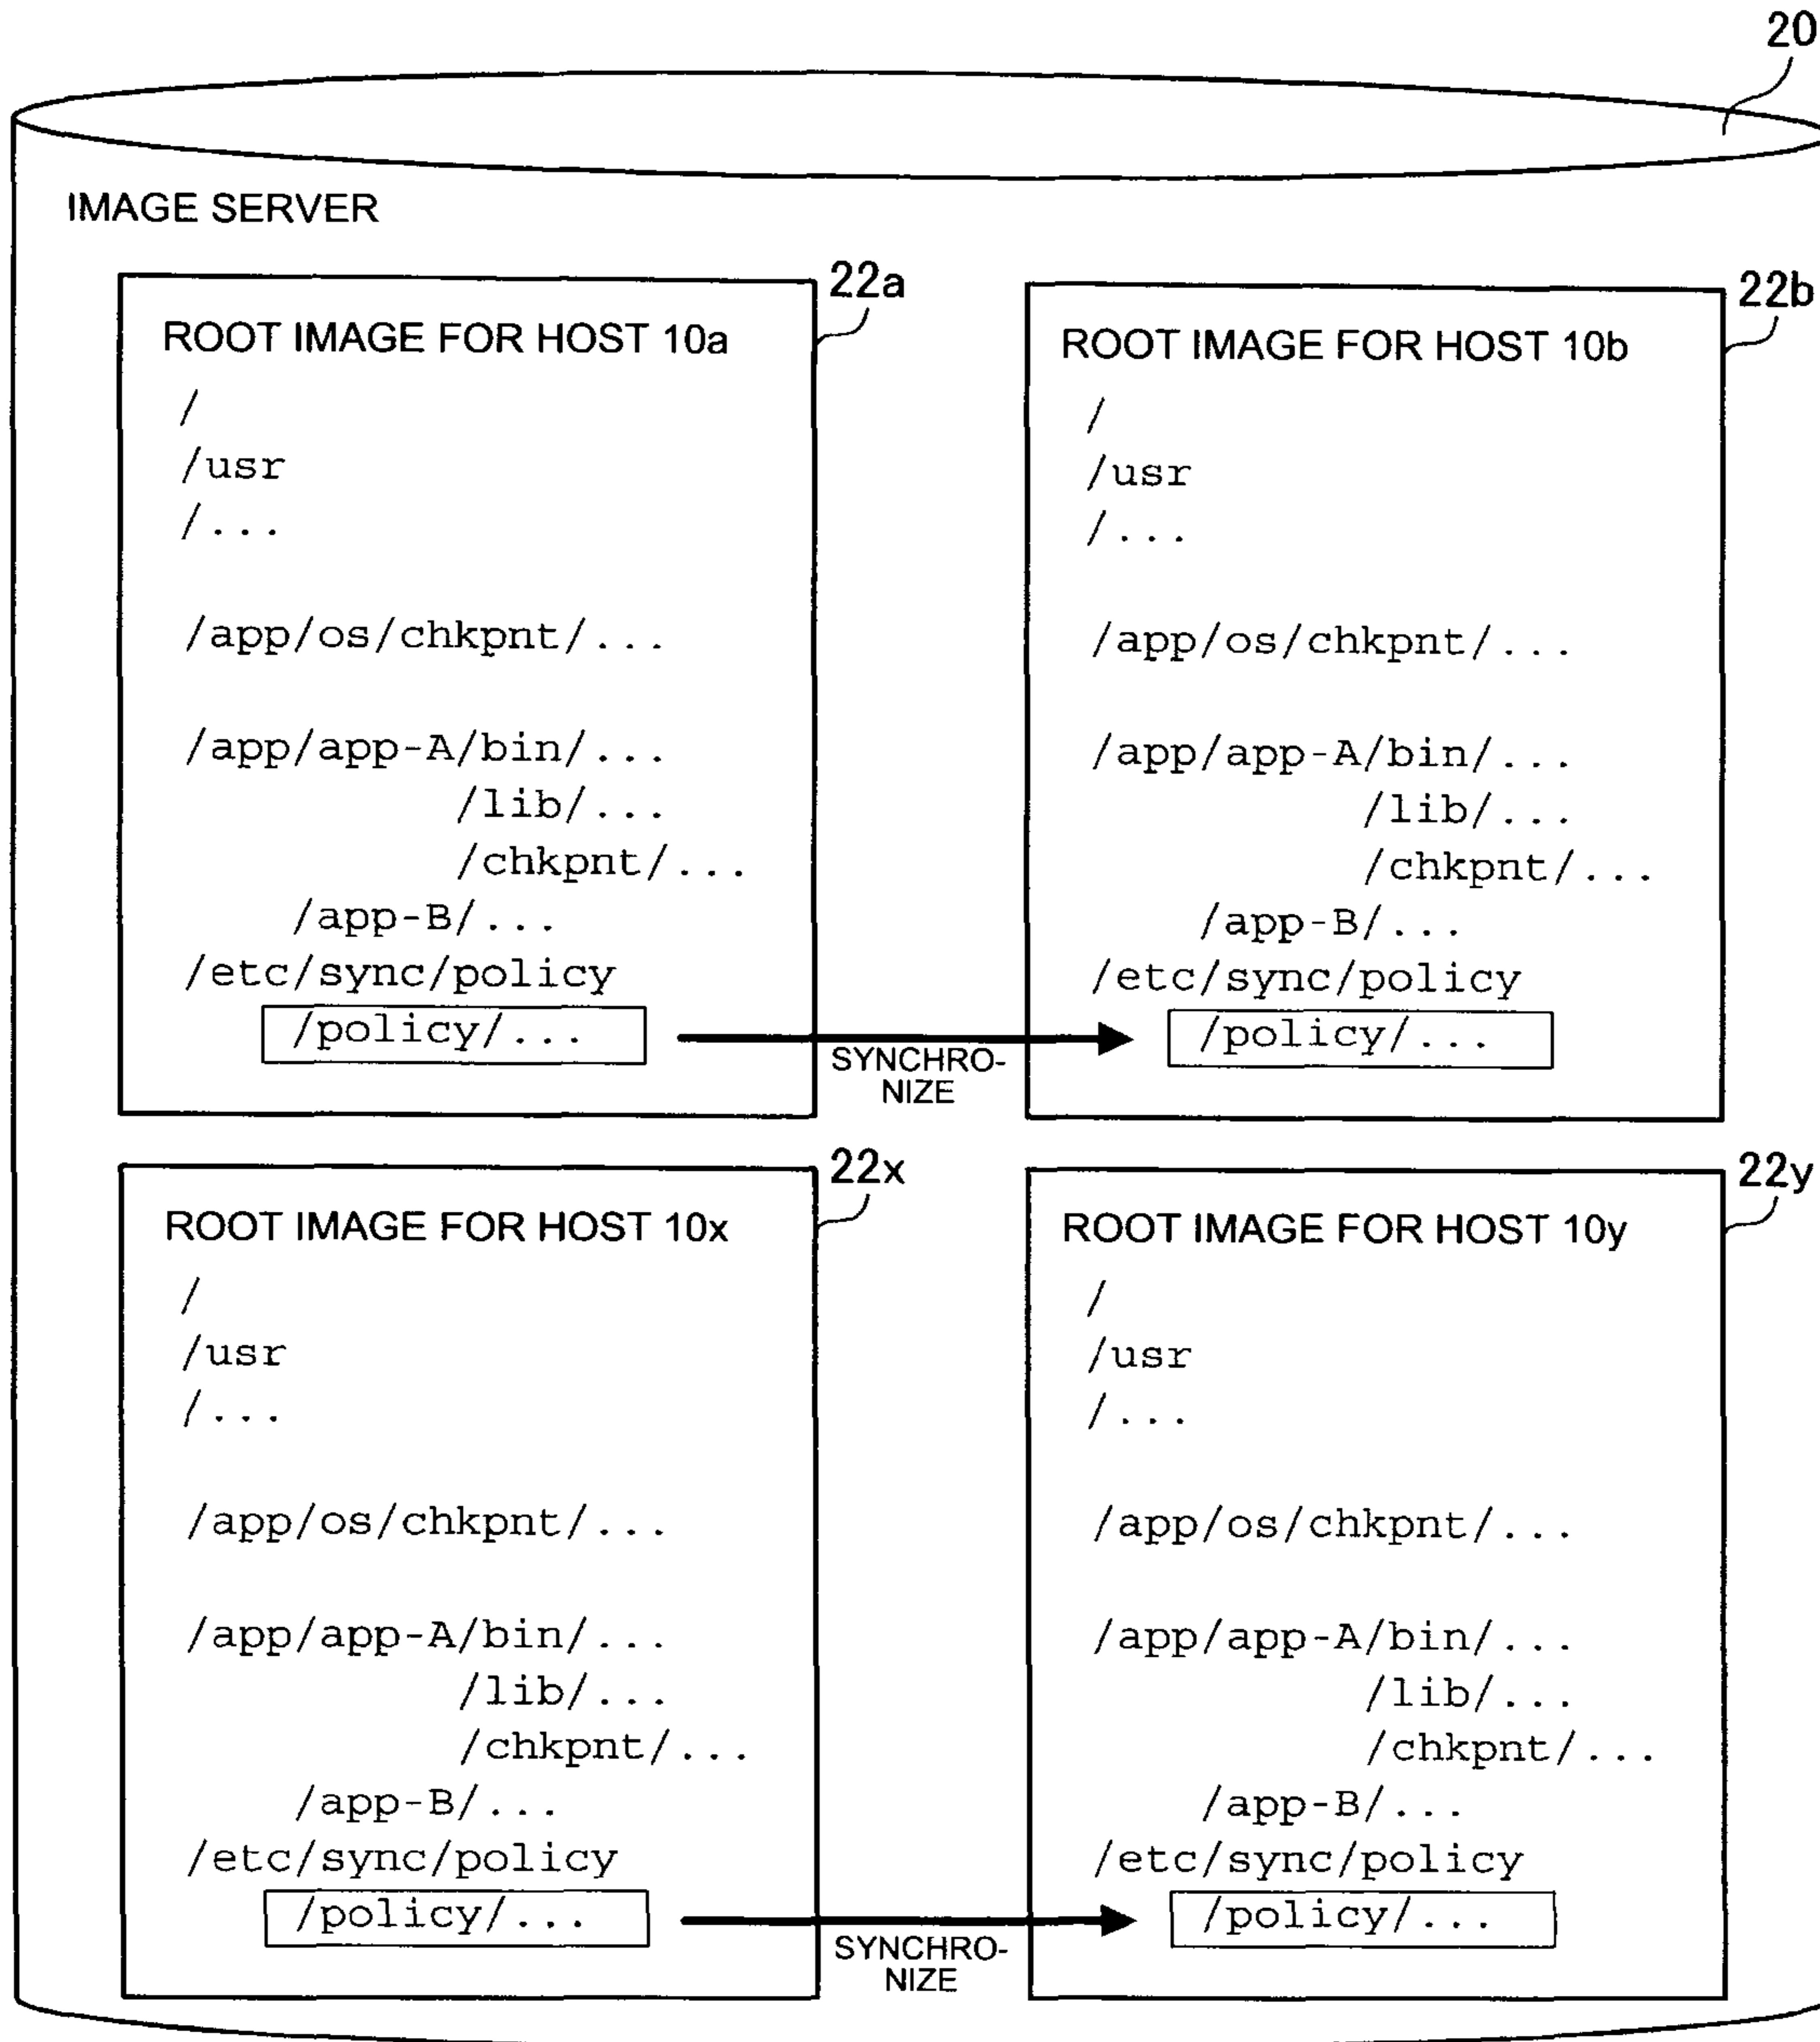 20
IMAGE SERVER
22a
ROOT IMAGE FOR HOST 10a
/
/usr
/...
/app/os/chkpnt/...
/app/app-A/bin/...
/lib/...
/chkpnt/...
/app-B/...
/etc/sync/policy
/policy/...
SYNCHRO-
NIZE
22b
ROOT IMAGE FOR HOST 10b
/
/usr
/...
/app/os/chkpnt/...
/app/app-A/bin/...
/lib/...
/chkpnt/...
/app-B/...
/etc/sync/policy
/policy/...
22x
ROOT IMAGE FOR HOST 10x
/
/usr
/...
/app/os/chkpnt/...
/app/app-A/bin/...
/lib/...
/chkpnt/...
/app-B/...
/etc/sync/policy
/policy/...
SYNCHRO-
NIZE
22y
ROOT IMAGE FOR HOST 10y
/
/usr
/...
/app/os/chkpnt/...
/app/app-A/bin/...
/lib/...
/chkpnt/...
/app-B/...
/etc/sync/policy
/policy/...